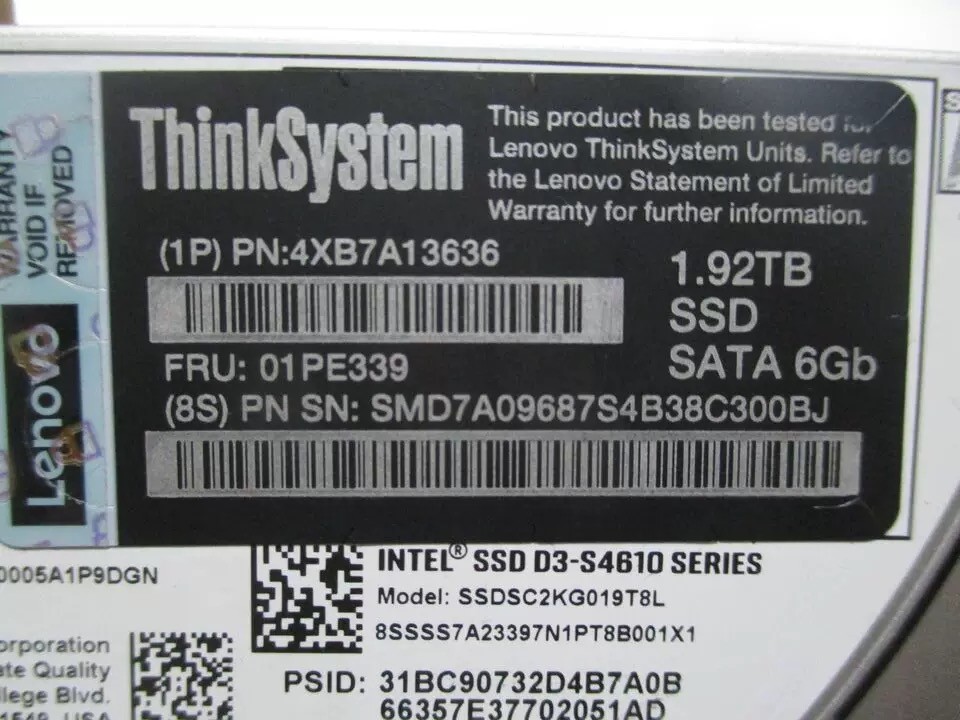 ThinkSystem
This product has been tested for
Lenovo ThinkSystem Units. Refer to
the Lenovo Statement of Limited
Warranty for further information.
(1P) PN:4XB7A13636
1.92TB
SSD
SATA 6Gb
FRU: 01PE339
(8S) PN SN: SMD7A09687S4B38C300BJ
WARRANTY
VOID IF
REMOVED
Lenovo
INTEL® SSD D3-S4610 SERIES
Model: SSDSC2KG019T8L
8SSSS7A23397N1PT8B001X1
PSID: 31BC90732D4B7A0B
66357E37702051AD
0005A1P9DGN
orporation
ate Quality
llege Blvd.
USA